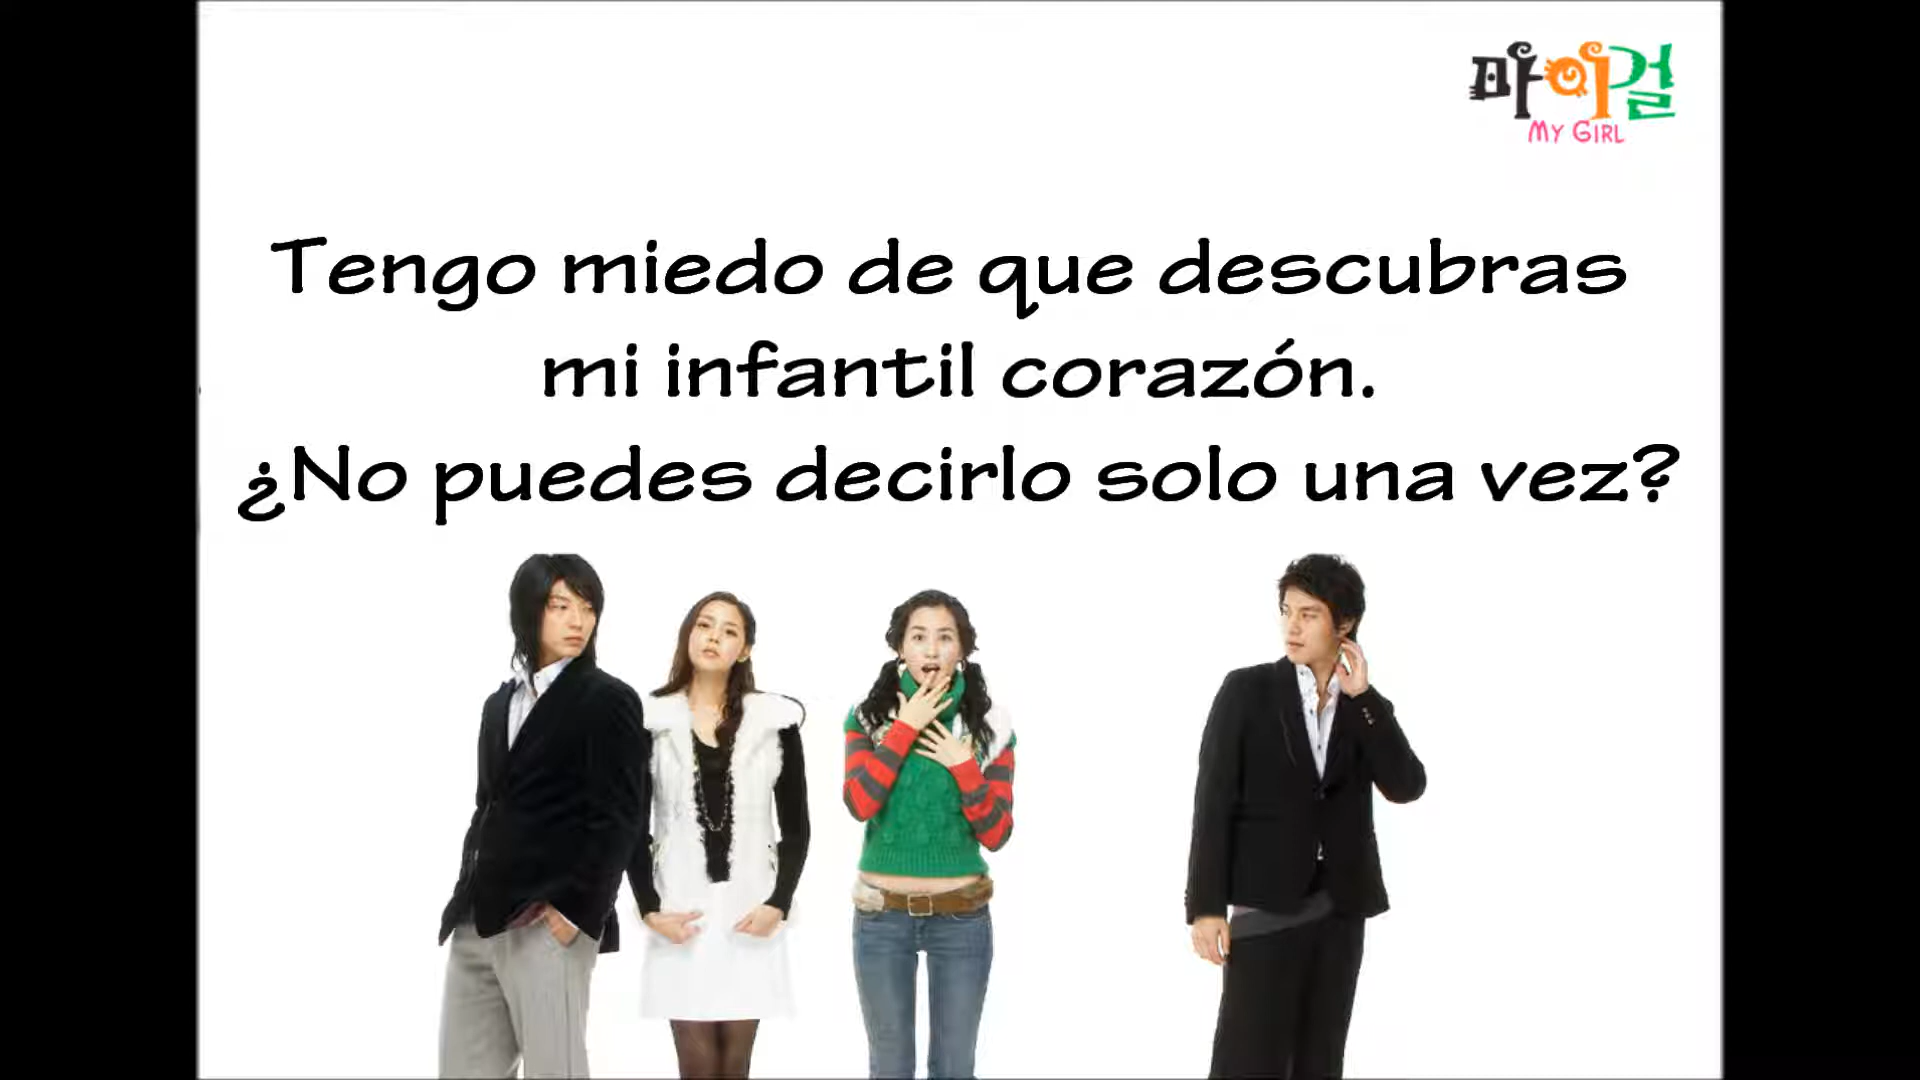 마이걸
MY GIRL
Tengo miedo de que descubras
mi infantil corazón.
¿No puedes decirlo solo una vez?